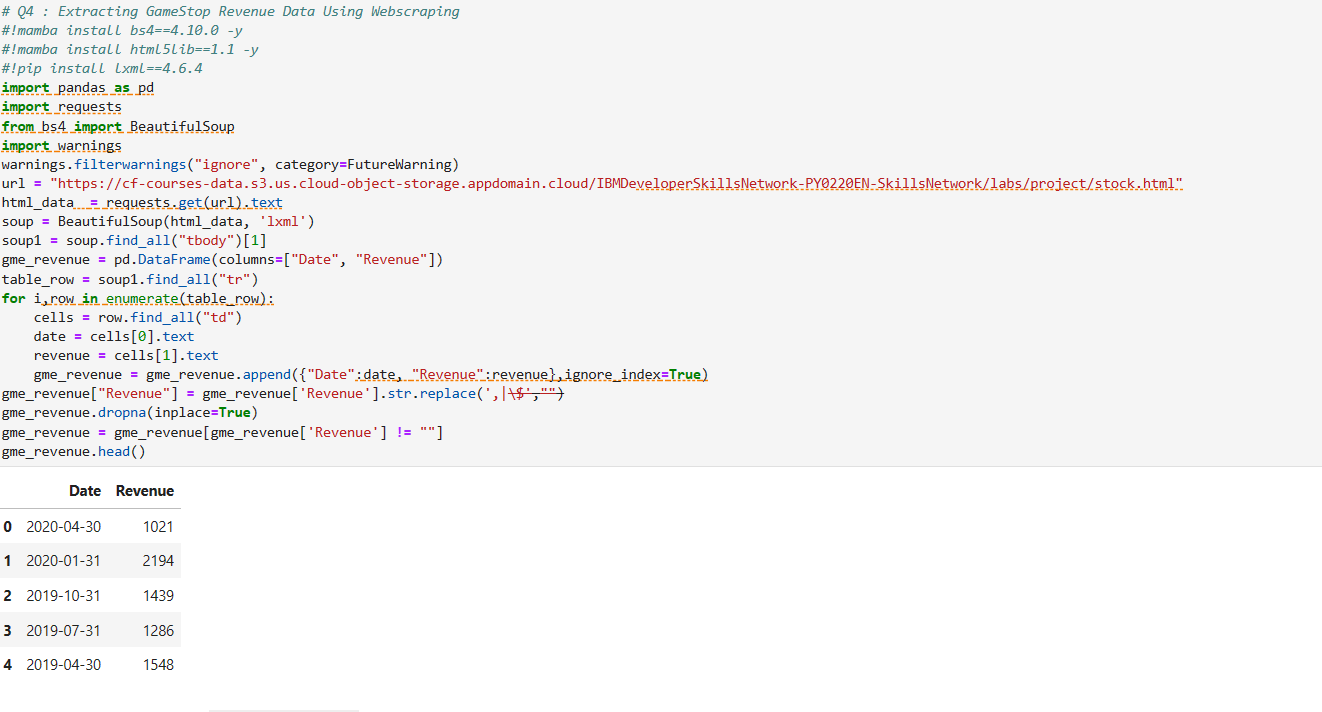 # Q4 : Extracting GameStop Revenue Data Using Webscraping
#!mamba install bs4==4.10.0 -y
#!mamba install html5lib==1.1 -y
#!pip install lxml==4.6.4
import pandas as pd
import requests
from bs4 import BeautifulSoup
import warnings
warnings.filterwarnings("ignore", category=FutureWarning)
url = "https://cf-courses-data.s3.us.cloud-object-storage.appdomain.cloud/IBMDeveloperSkillsNetwork-PY0220EN-SkillsNetwork/labs/project/stock.html"
html_data  = requests.get(url).text
soup = BeautifulSoup(html_data, 'lxml')
soup1 = soup.find_all("tbody")[1]
gme_revenue = pd.DataFrame(columns=["Date", "Revenue"])
table_row = soup1.find_all("tr")
for i,row in enumerate(table_row):
    cells = row.find_all("td")
    date = cells[0].text
    revenue = cells[1].text
    gme_revenue = gme_revenue.append({"Date":date, "Revenue":revenue},ignore_index=True)
gme_revenue["Revenue"] = gme_revenue['Revenue'].str.replace(',|\$',"")
gme_revenue.dropna(inplace=True)
gme_revenue = gme_revenue[gme_revenue['Revenue'] != ""]
gme_revenue.head()
Date Revenue
0 2020-04-30 1021
1 2020-01-31 2194
2 2019-10-31 1439
3 2019-07-31 1286
4 2019-04-30 1548